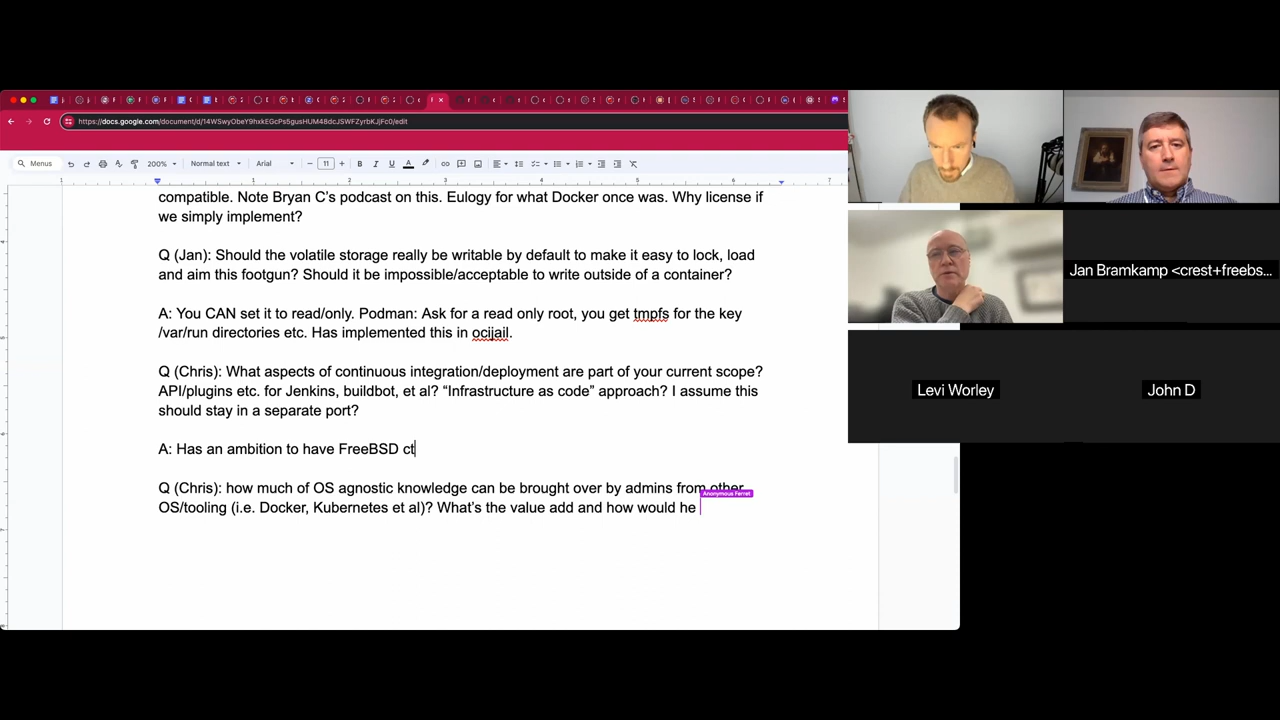 https://docs.google.com/document/d/14WSwyObeY9hxkEGcPs5gusHUM48dcJSWFZyrbKJjFc0/edit
Menus
200%
Normal text
Arial
11
compatible. Note Bryan C's podcast on this. Eulogy for what Docker once was. Why license if
we simply implement?
Q (Jan): Should the volatile storage really be writable by default to make it easy to lock, load
and aim this footgun? Should it be impossible/acceptable to write outside of a container?
A: You CAN set it to read/only. Podman: Ask for a read only root, you get tmpfs for the key
/var/run directories etc. Has implemented this in ocijail.
Q (Chris): What aspects of continuous integration/deployment are part of your current scope?
API/plugins etc. for Jenkins, buildbot, et al? “Infrastructure as code” approach? I assume this
should stay in a separate port?
A: Has an ambition to have FreeBSD ct
Q (Chris): how much of OS agnostic knowledge can be brought over by admins from other
Anonymous Ferret
OS/tooling (i.e. Docker, Kubernetes et al)? What's the value add and how would he
Jan Bramkamp <crest+freebs...
Levi Worley
John D